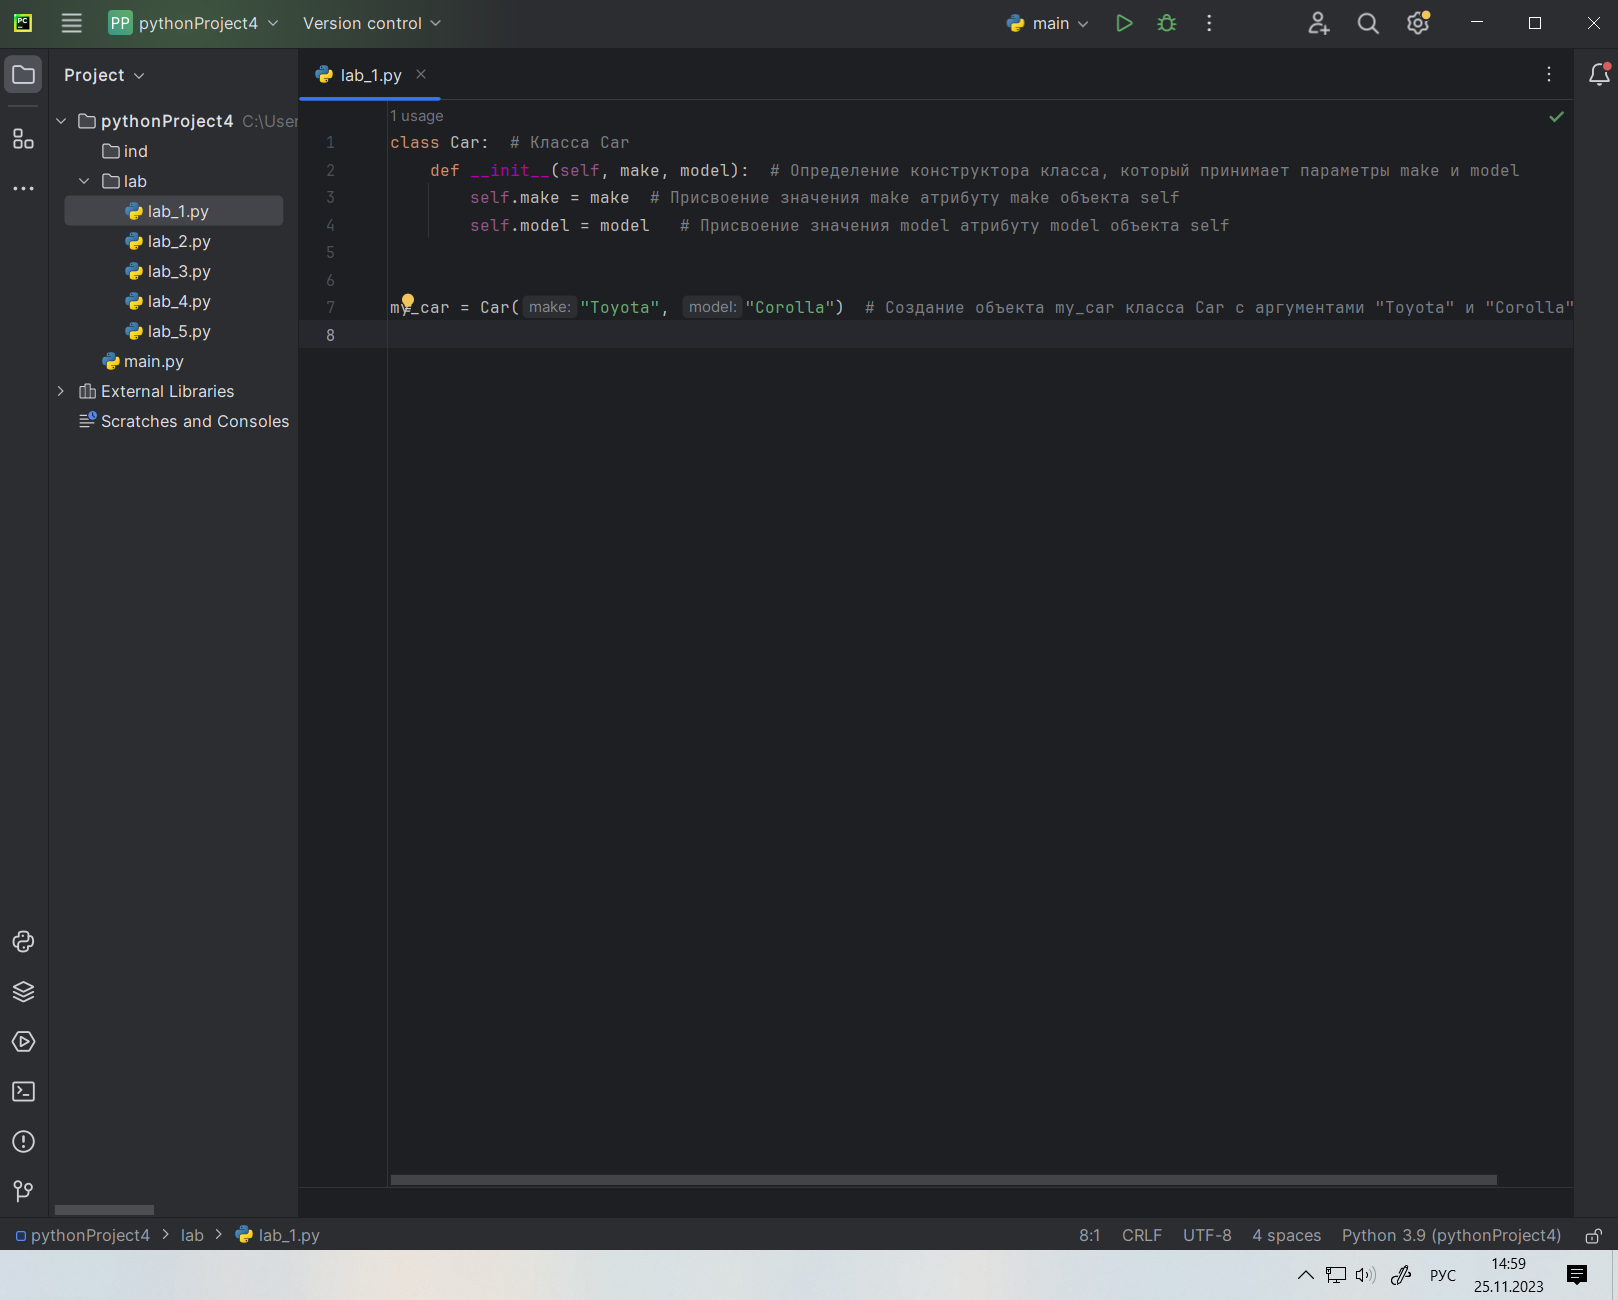 PC
PP pythonProject4 Version control main
Project
lab_1.py
pythonProject4 C:\User
ind
lab
lab_1.py
lab_2.py
lab_3.py
lab_4.py
lab_5.py
main.py
External Libraries
Scratches and Consoles
1 usage
1 class Car:  # Класса Car
2     def __init__(self, make, model):  # Определение конструктора класса, который принимает параметры make и model
3         self.make = make  # Присвоение значения make атрибуту make объекта self
4         self.model = model   # Присвоение значения model атрибуту model объекта self
5
6
7 my_car = Car( make: "Toyota", model: "Corolla")  # Создание объекта my_car класса Car с аргументами "Toyota" и "Corolla"
8
pythonProject4 > lab > lab_1.py
8:1 CRLF UTF-8 4 spaces Python 3.9 (pythonProject4)
РУС
14:59
25.11.2023